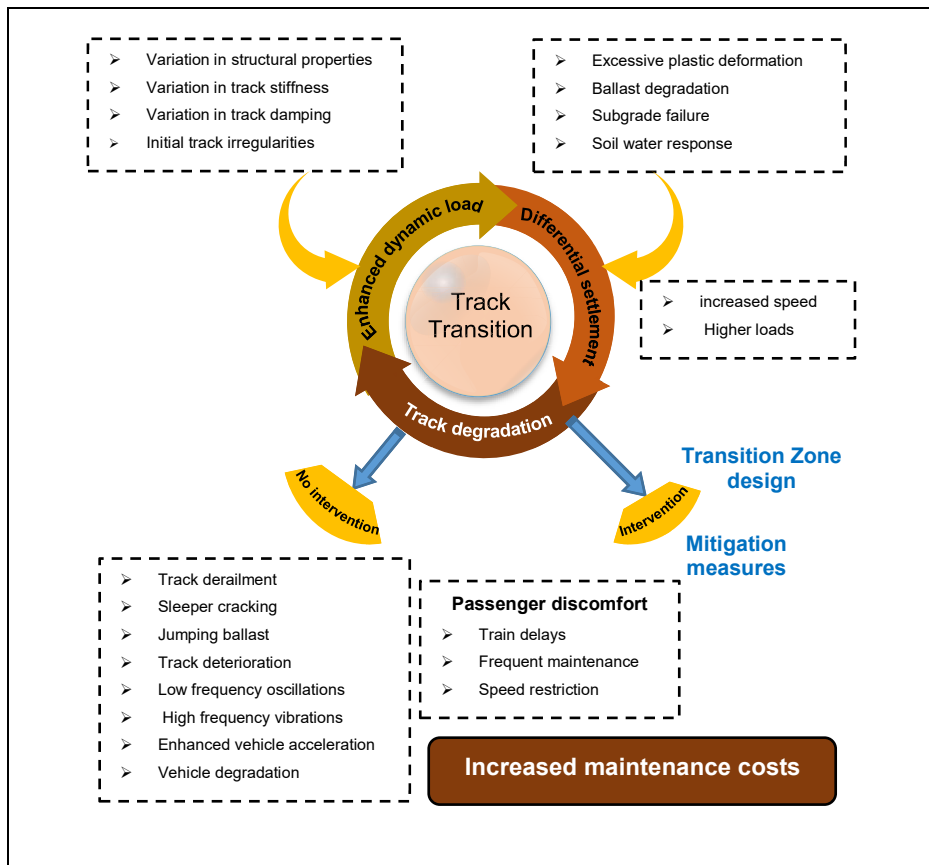 Variation in structural properties
Variation in track stiffness
Variation in track damping
Initial track irregularities
Excessive plastic deformation
Ballast degradation
Subgrade failure
Soil water response
Enhanced dynamic load
Differential settlement
Track
Transition
increased speed
Higher loads
Track degradation
No intervention
Intervention
Transition Zone
design
Mitigation
measures
Track derailment
Sleeper cracking
Jumping ballast
Track deterioration
Low frequency oscillations
High frequency vibrations
Enhanced vehicle acceleration
Vehicle degradation
Passenger discomfort
Train delays
Frequent maintenance
Speed restriction
Increased maintenance costs